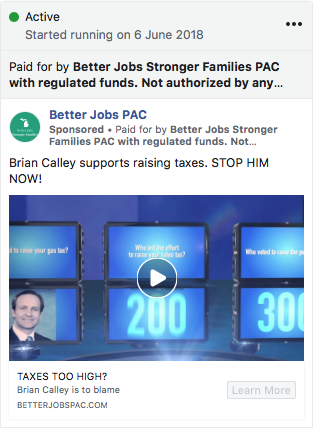 Active
Started running on 6 June 2018
Paid for by Better Jobs Stronger Families PAC
with regulated funds. Not authorized by any…
Better Jobs PAC
Sponsored • Paid for by Better Jobs Stronger
Families PAC with regulated funds. Not…
Brian Calley supports raising taxes. STOP HIM
NOW!
to raise your gas tax?
Who led the effort
to raise your sales tax?
Who voted to raise the
200
300
TAXES TOO HIGH?
Brian Calley is to blame
BETTERJOBSPAC.COM
Learn More